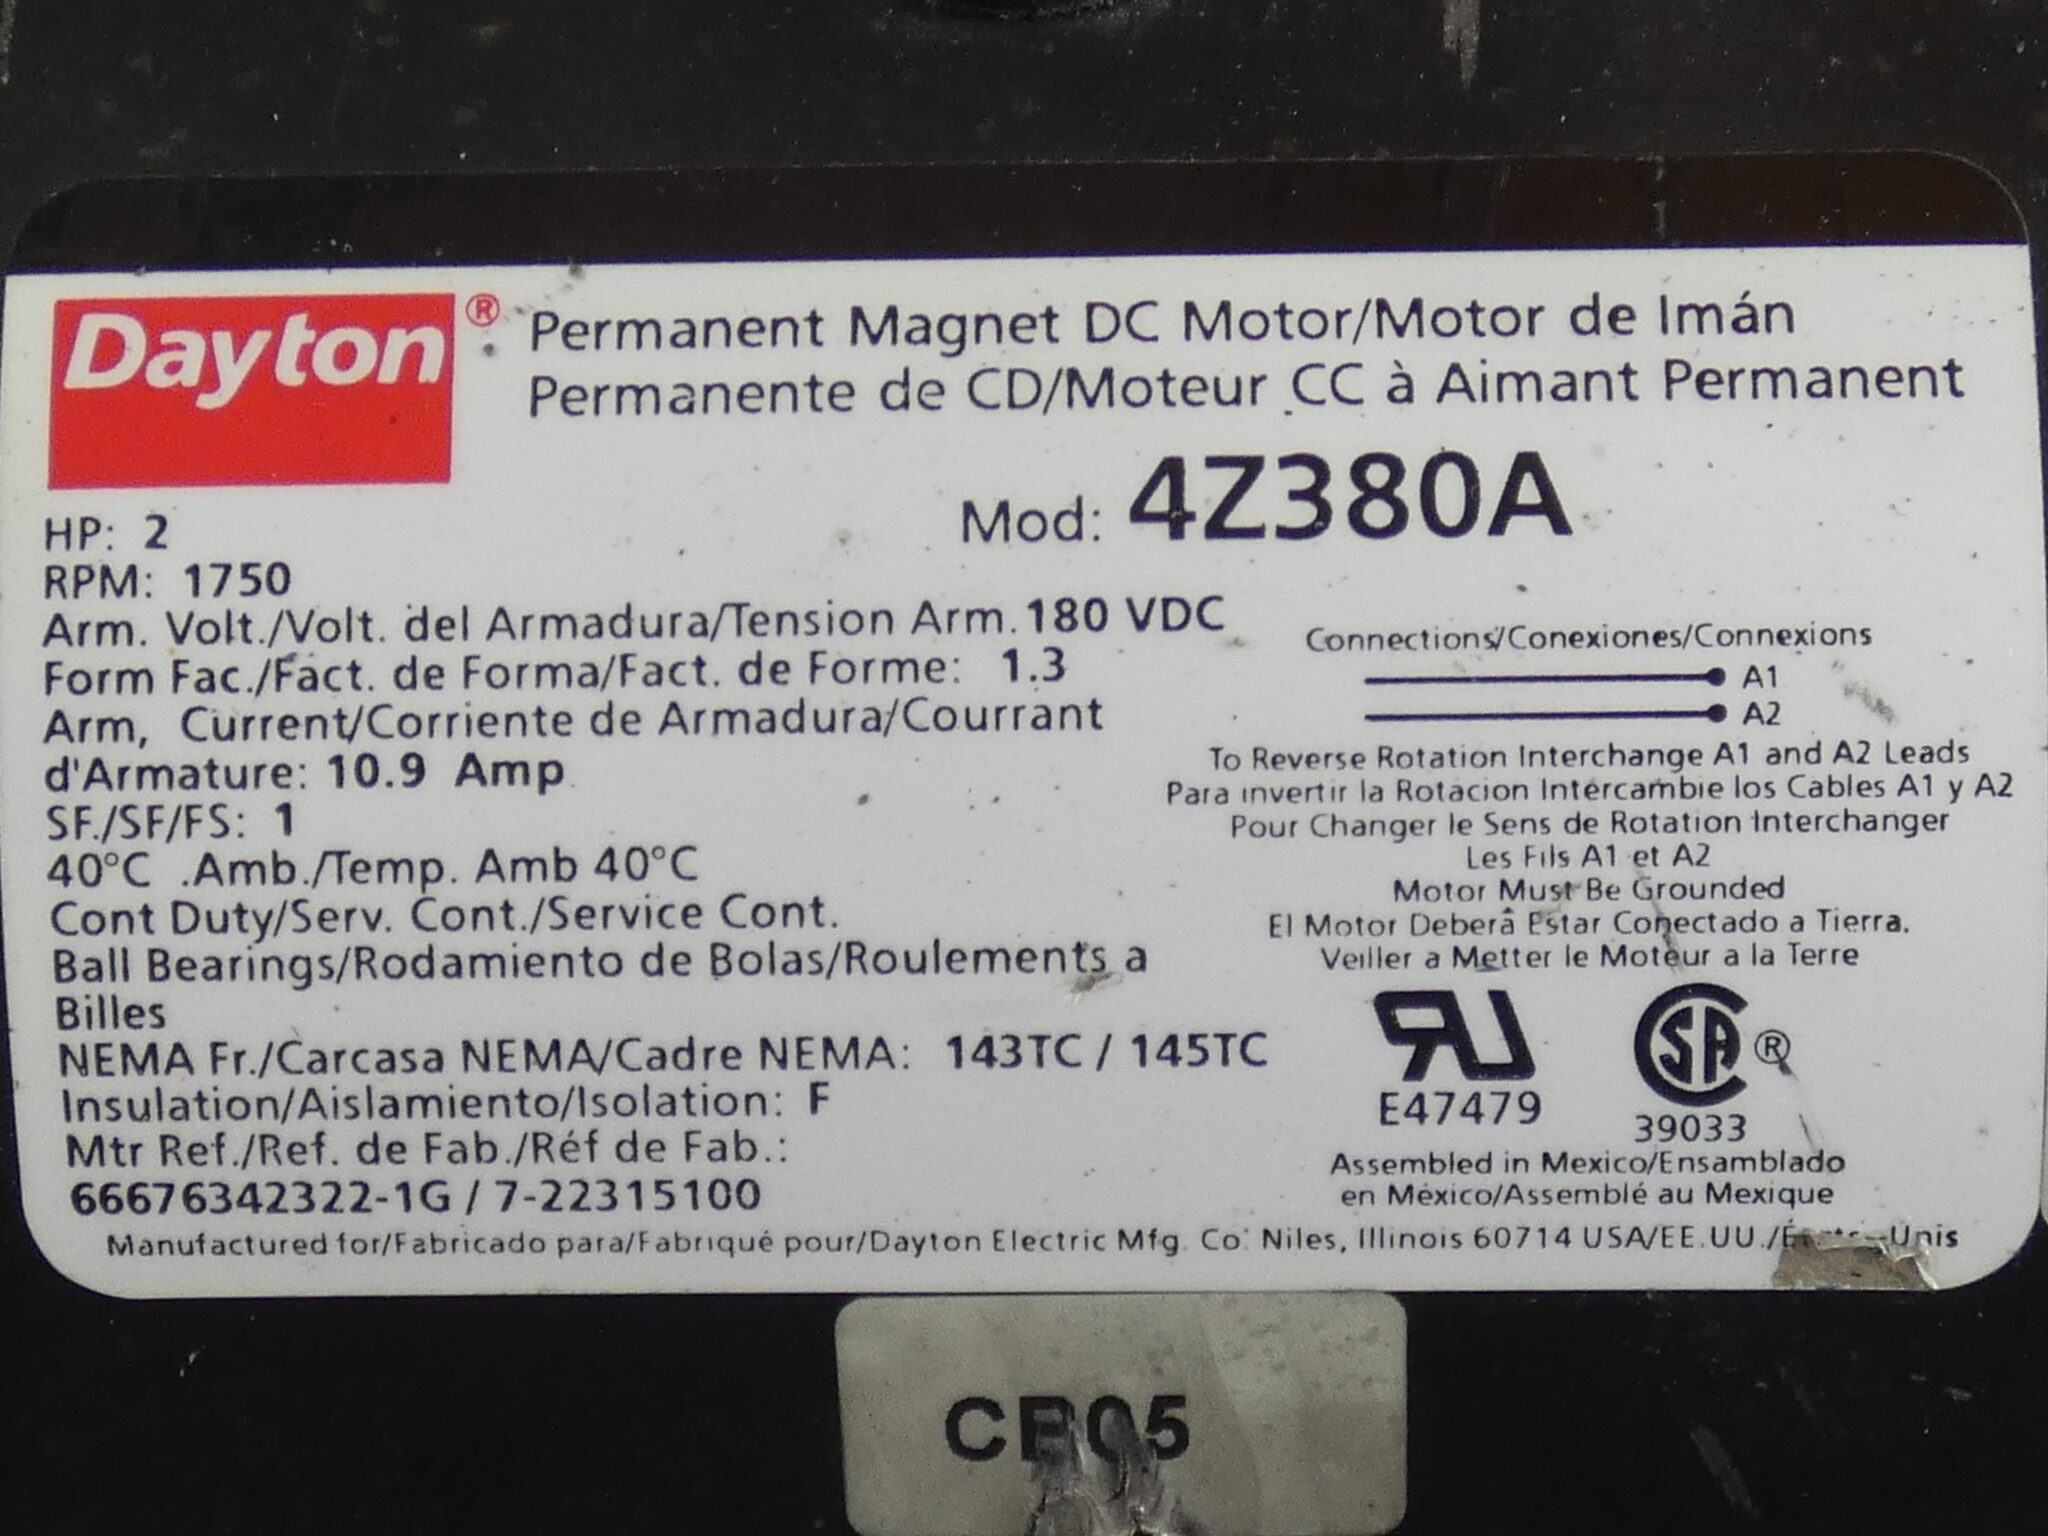 Dayton®
Permanent Magnet DC Motor/Motor de Imán
Permanente de CD/Moteur CC à Aimant Permanent
Mod: 4Z380A
HP: 2
RPM: 1750
Arm. Volt./Volt. del Armadura/Tension Arm. 180 VDC
Form Fac./Fact. de Forma/Fact. de Forme: 1.3
Arm, Current/Corriente de Armadura/Courrant
d'Armature: 10.9 Amp
SF./SF/FS: 1
40°C .Amb./Temp. Amb 40°C
Cont Duty/Serv. Cont./Service Cont.
Ball Bearings/Rodamiento de Bolas/Roulements a
Billes
NEMA Fr./Carcasa NEMA/Cadre NEMA: 143TC / 145TC
Insulation/Aislamiento/Isolation: F
Mtr Ref./Ref. de Fab./Réf de Fab.:
66676342322-1G / 7-22315100
Connections/Conexiones/Connexions
A1
A2
To Reverse Rotation Interchange A1 and A2 Leads
Para invertir la Rotacion Intercambie los Cables A1 y A2
Pour Changer le Sens de Rotation Interchanger
Les Fils A1 et A2
Motor Must Be Grounded
El Motor Deberá Estar Conectado a Tierra.
Veiller a Metter le Moteur a la Terre
RU
E47479
CSA®
39033
Assembled in Mexico/Ensamblado
en México/Assemblé au Mexique
Manufactured for/Fabricado para/Fabriqué pour/Dayton Electric Mfg. Co. Niles, Illinois 60714 USA/EE.UU./